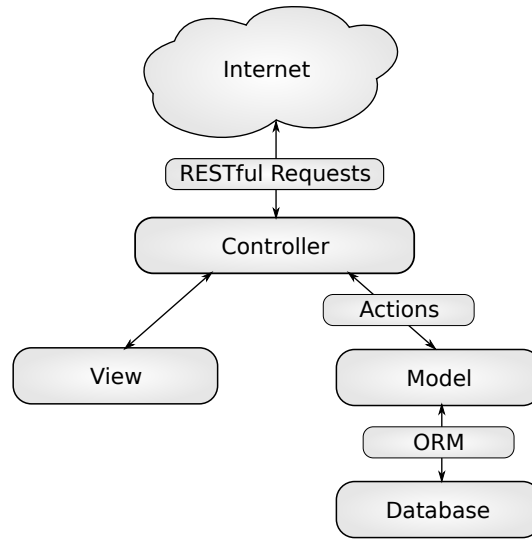 Internet
RESTful Requests
Controller
Actions
View
Model
ORM
Database